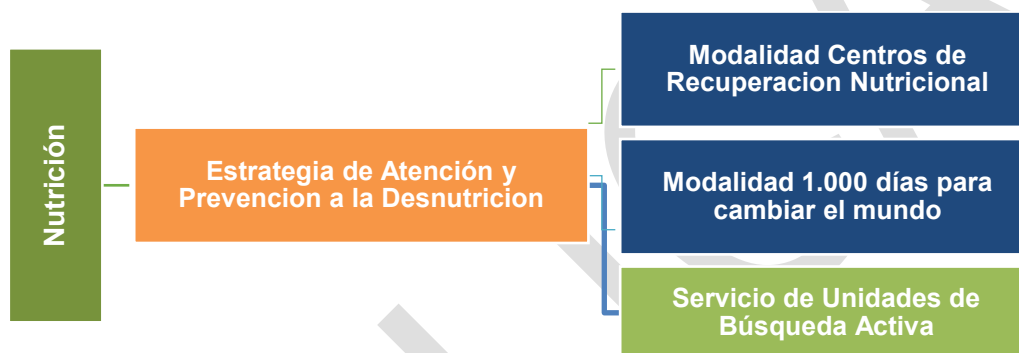 Nutrición
Estrategia de Atención y
Prevencion a la Desnutricion
Modalidad Centros de
Recuperacion Nutricional
Modalidad 1.000 días para
cambiar el mundo
Servicio de Unidades de
Búsqueda Activa